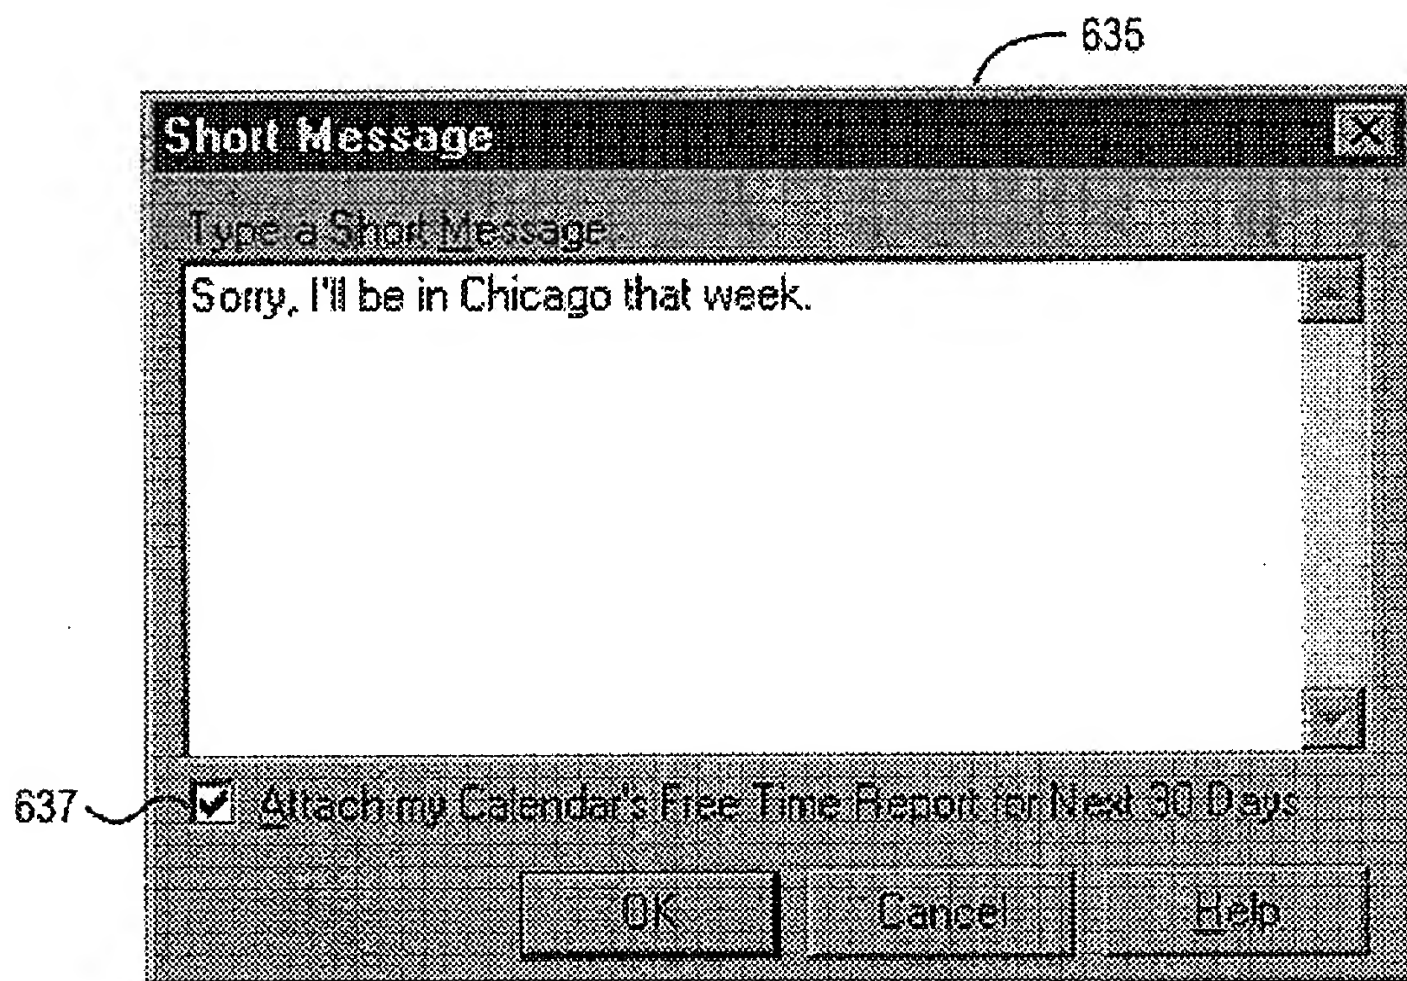 635
Short Message
Type a Short Message:
Sorry, I'll be in Chicago that week.
637
Attach my Calendar's Free Time Report for Next 30 Days
OK Cancel Help